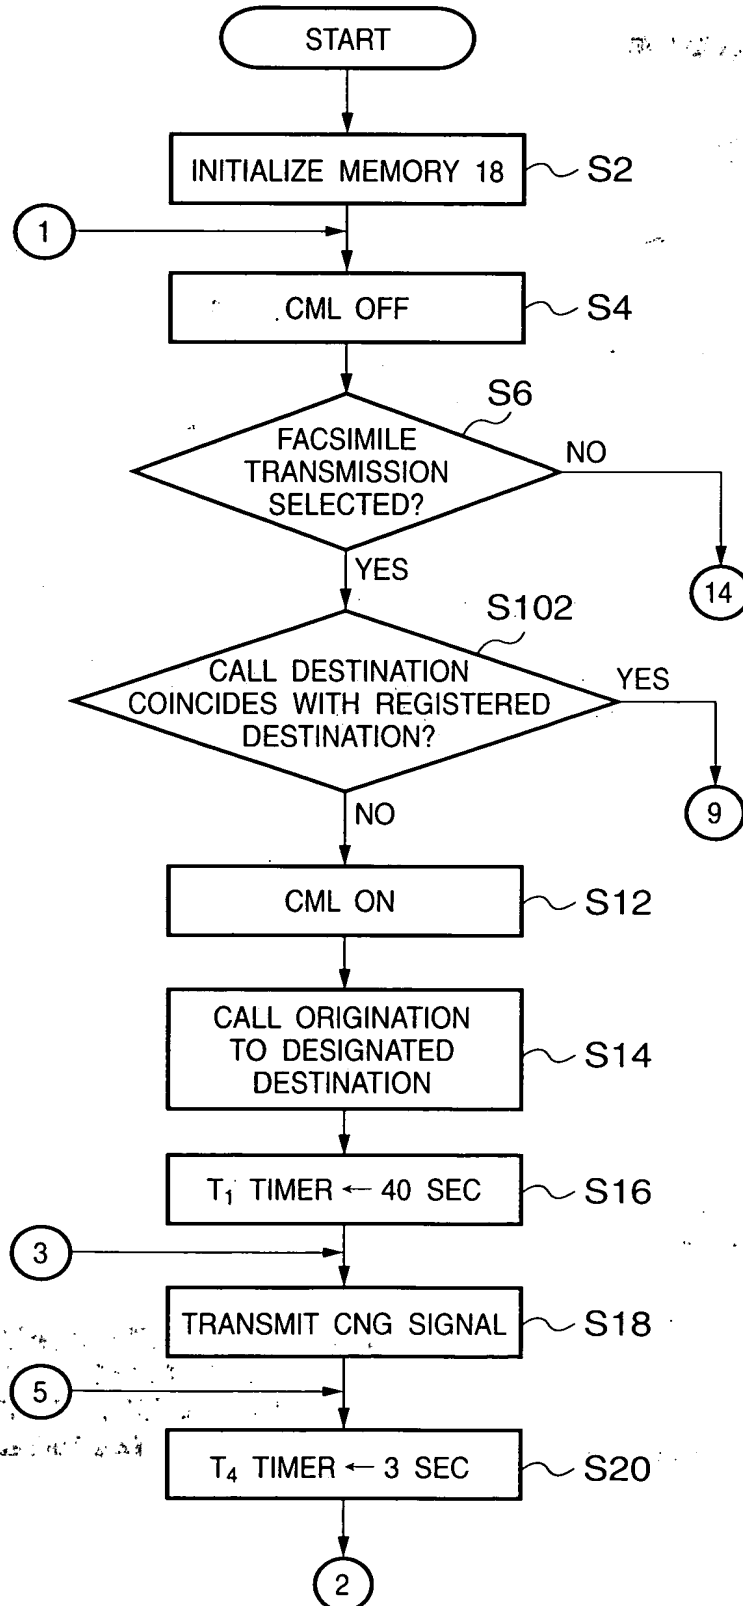 START
INITIALIZE MEMORY 18
S2
1
CML OFF
S4
S6
FACSIMILE
TRANSMISSION
SELECTED?
NO
YES
14
S102
CALL DESTINATION
COINCIDES WITH REGISTERED
DESTINATION?
YES
NO
9
CML ON
S12
CALL ORIGINATION
TO DESIGNATED
DESTINATION
S14
T1 TIMER ← 40 SEC
S16
3
TRANSMIT CNG SIGNAL
S18
5
T4 TIMER ← 3 SEC
S20
2